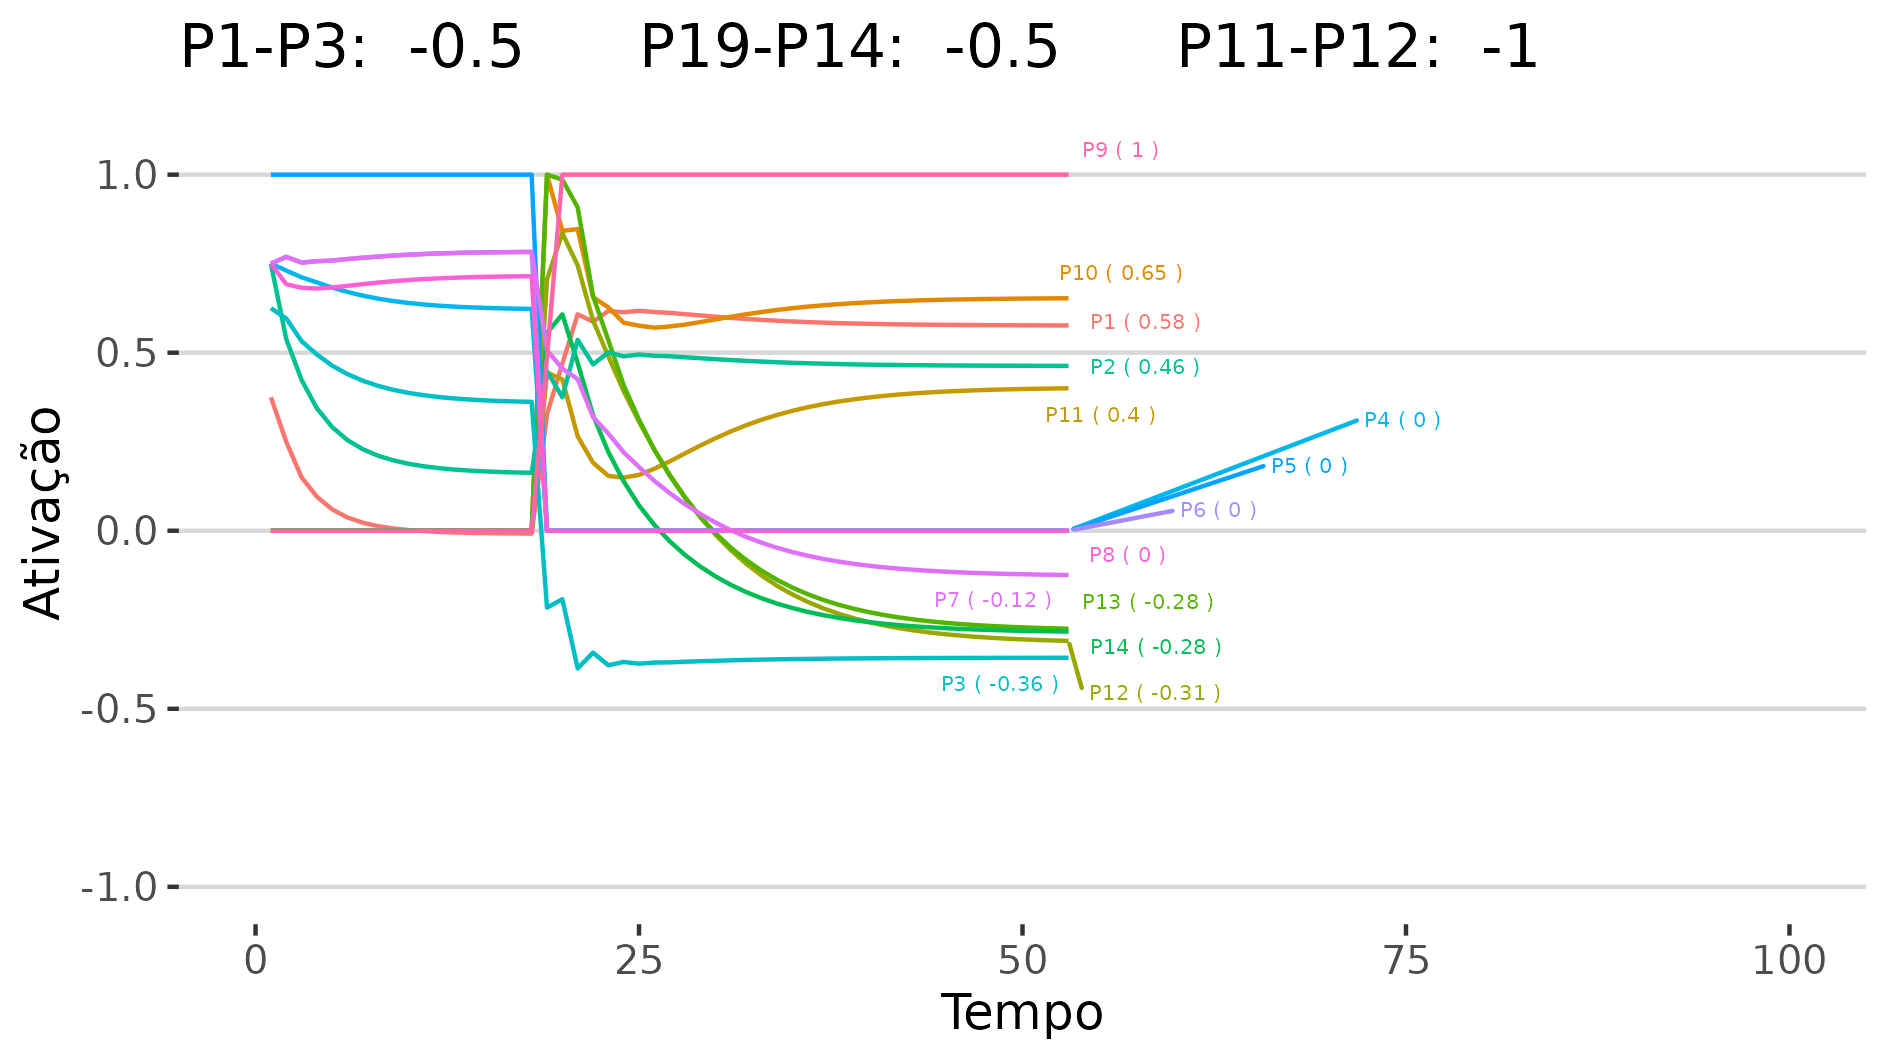 P1-P3:  -0.5      P19-P14:  -0.5      P11-P12:  -1
P9 ( 1 )
1.0
P10 ( 0.65 )
P1 ( 0.58 )
0.5
P2 ( 0.46 )
P11 ( 0.4 )
P4 ( 0 )
P5 ( 0 )
P6 ( 0 )
0.0
P8 ( 0 )
P7 ( -0.12 )
P13 ( -0.28 )
P14 ( -0.28 )
P3 ( -0.36 )
P12 ( -0.31 )
-0.5
-1.0
Ativação
0 25 50 75 100
Tempo